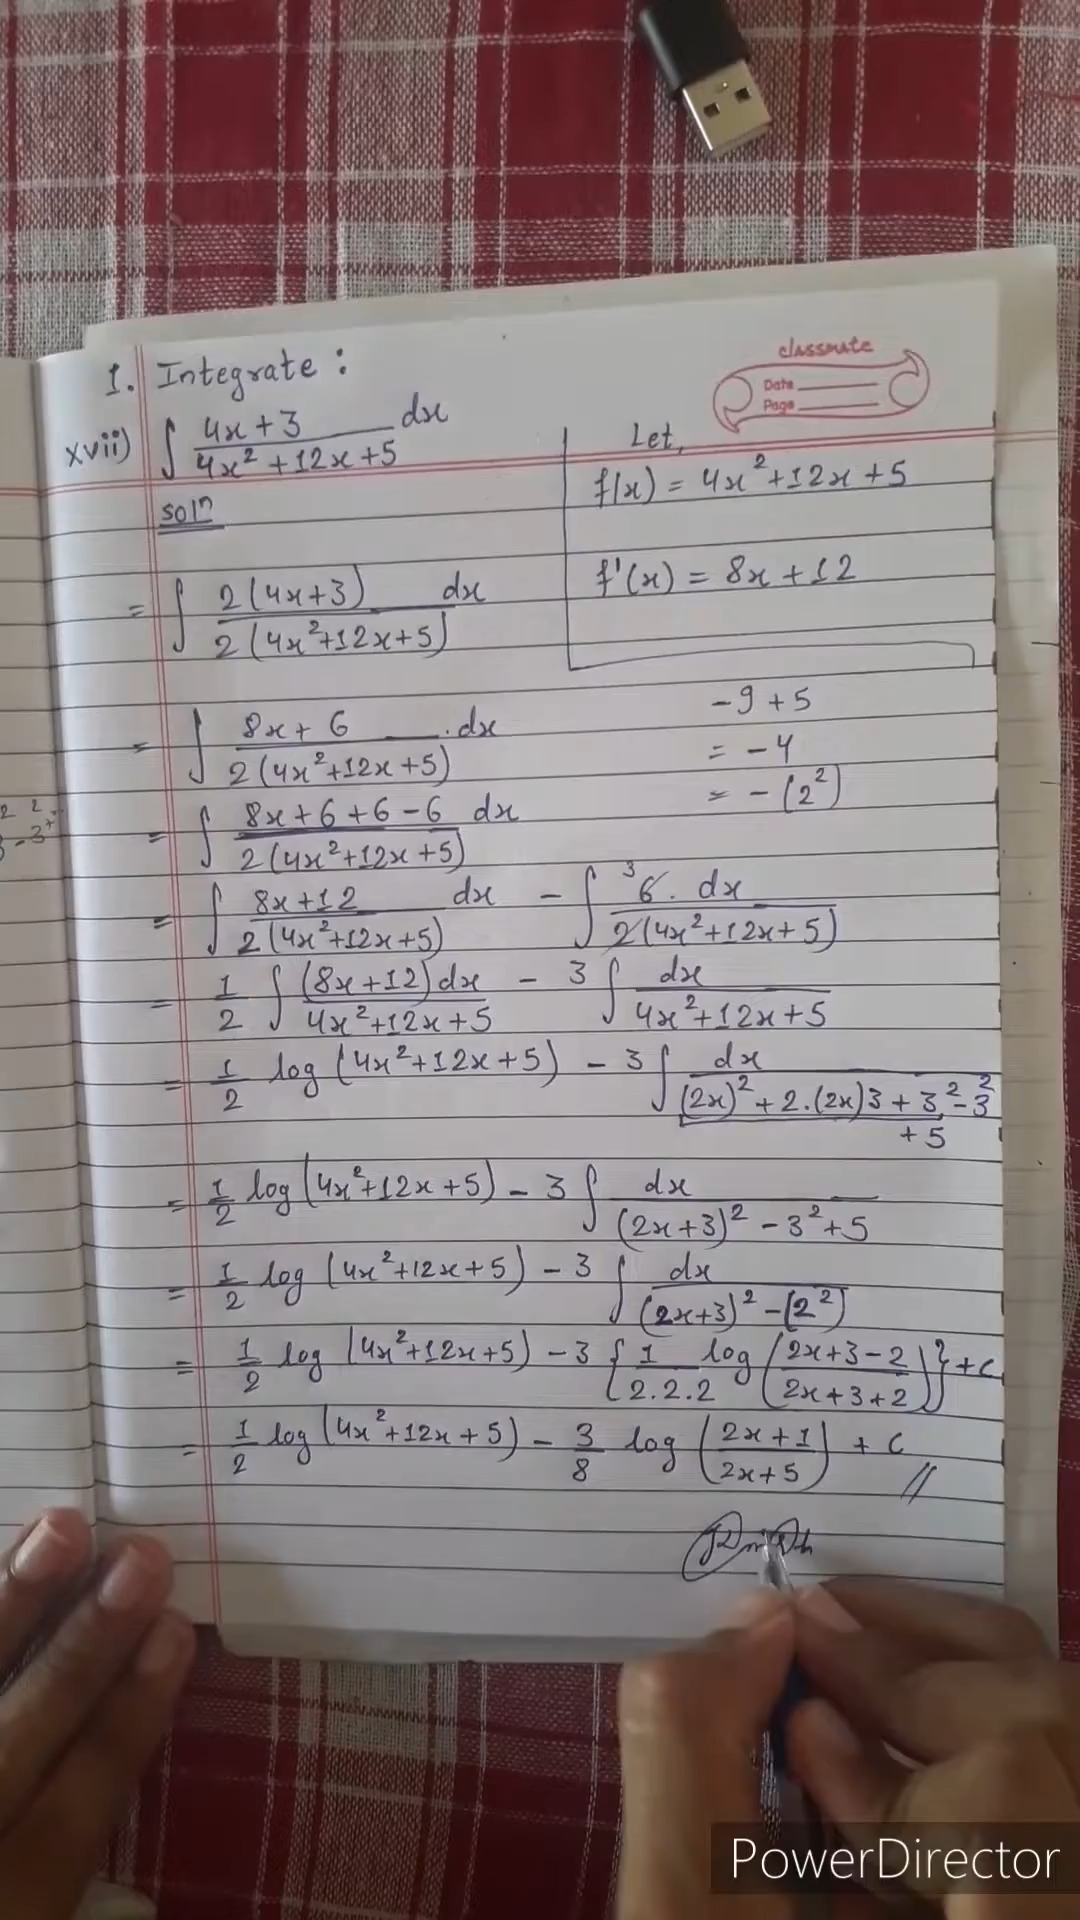 classmate
Date
Page
1. Integrate :
xvii) ∫ (4x+3)/(4x²+12x+5) dx
Let,
f(x) = 4x²+12x+5
f'(x) = 8x+12
solⁿ
= ∫ 2(4x+3)/2(4x²+12x+5) dx
= ∫ (8x+6)/2(4x²+12x+5) . dx
-9+5
= -4
= -(2²)
= ∫ (8x+6+6-6)/2(4x²+12x+5) dx
= ∫ (8x+12)/2(4x²+12x+5) dx - ∫ ³6. dx/2(4x²+12x+5)
= 1/2 ∫ (8x+12)dx/4x²+12x+5 - 3 ∫ dx/4x²+12x+5
= 1/2 log (4x²+12x+5) - 3 ∫ dx/(2x)²+2.(2x)3+3²-3²+5
= 1/2 log (4x²+12x+5) - 3 ∫ dx/(2x+3)²-3²+5
= 1/2 log (4x²+12x+5) - 3 ∫ dx/(2x+3)²-(2²)
= 1/2 log (4x²+12x+5) - 3 {1/2.2.2 log ((2x+3-2)/(2x+3+2))} + c
= 1/2 log (4x²+12x+5) - 3/8 log ((2x+1)/(2x+5)) + c //
PowerDirector